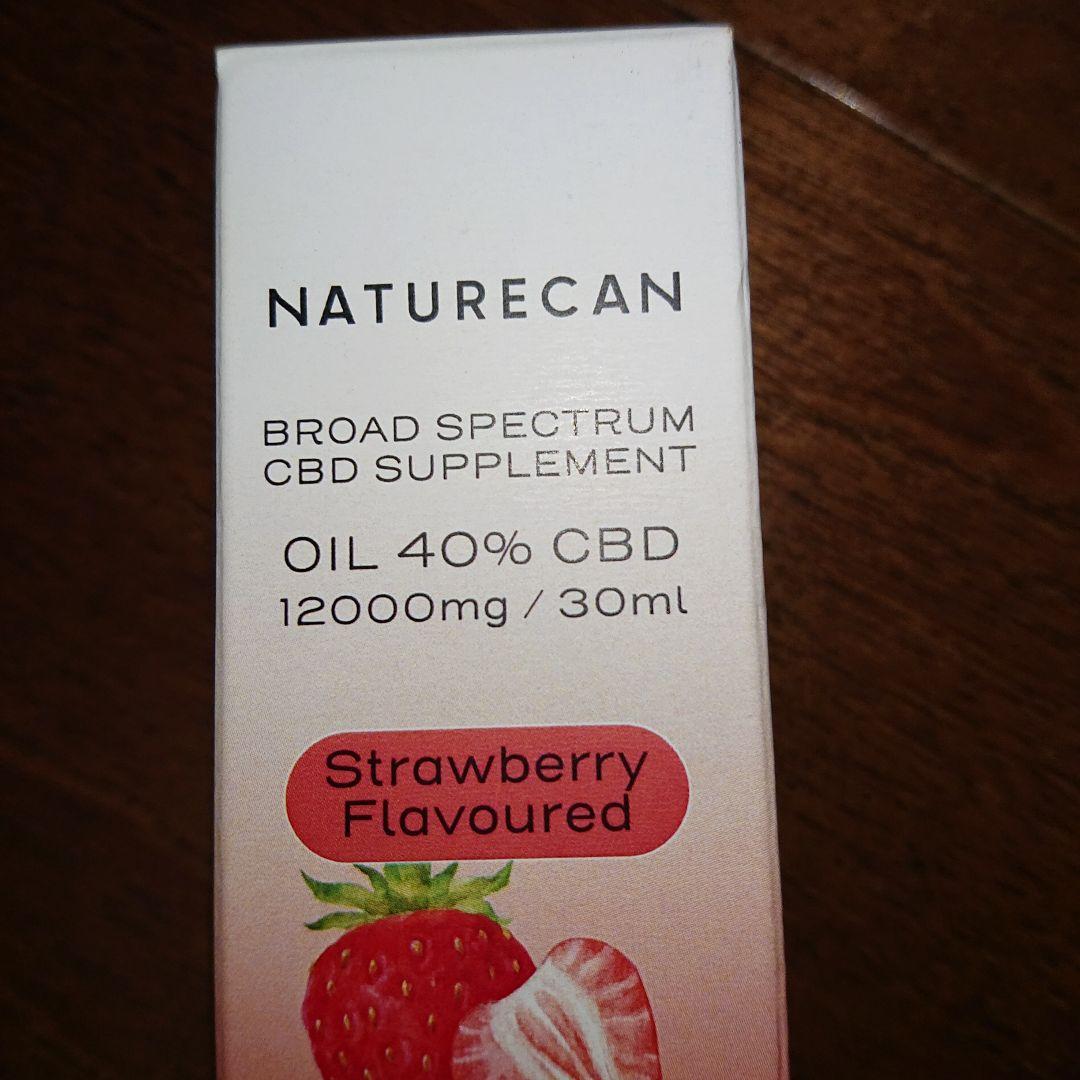 NATURECAN
BROAD SPECTRUM
CBD SUPPLEMENT
OIL 40% CBD
12000mg / 30ml
Strawberry
Flavoured